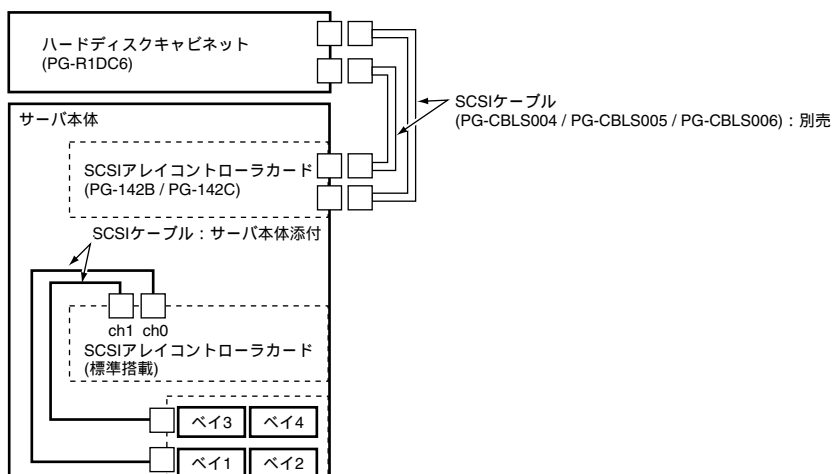 ハードディスクキャビネット
(PG-R1DC6)
SCSIケーブル
(PG-CBLS004 / PG-CBLS005 / PG-CBLS006)：別売
サーバ本体
SCSIアレイコントローラカード
(PG-142B / PG-142C)
SCSIケーブル：サーバ本体添付
ch1 ch0
SCSIアレイコントローラカード
(標準搭載)
ベイ3 ベイ4
ベイ1 ベイ2